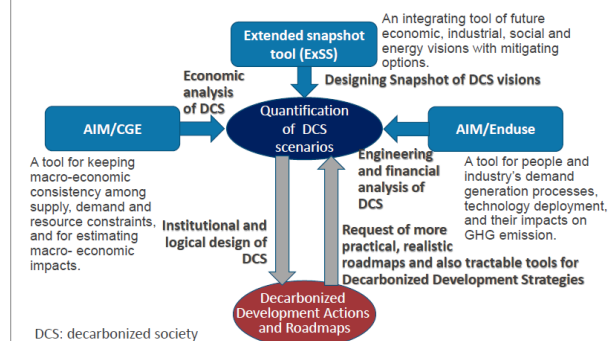 Extended snapshot
tool (ExSS)
An integrating tool of future
economic, industrial, social and
energy visions with mitigating
options.
Economic
analysis
of DCS
Designing Snapshot of DCS visions
AIM/CGE
Quantification
of DCS
scenarios
AIM/Enduse
A tool for keeping
macro-economic
consistency among
supply, demand and
resource constraints,
and for estimating
macro- economic
impacts.
Engineering
and financial
analysis of
DCS
A tool for people and
industry's demand
generation processes,
technology deployment,
and their impacts on
GHG emission.
Institutional and
logical design of
DCS
Request of more
practical, realistic
roadmaps and also tractable tools for
Decarbonized Development Strategies
Decarbonized
Development Actions
and Roadmaps
DCS: decarbonized society